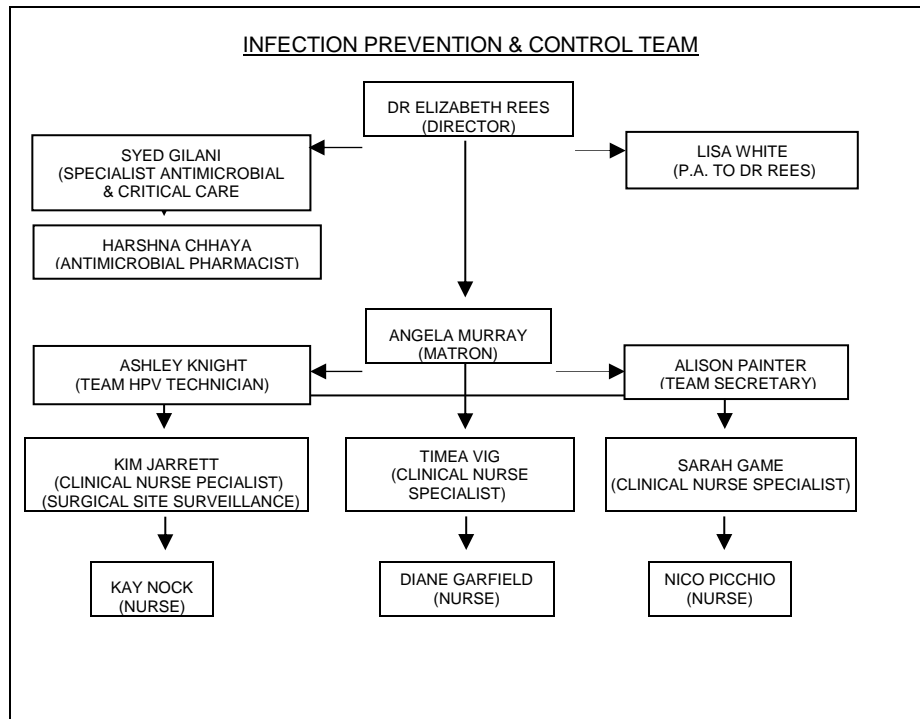 INFECTION PREVENTION & CONTROL TEAM
DR ELIZABETH REES
(DIRECTOR)
SYED GILANI
(SPECIALIST ANTIMICROBIAL
& CRITICAL CARE
LISA WHITE
(P.A. TO DR REES)
HARSHNA CHHAYA
(ANTIMICROBIAL PHARMACIST)
ANGELA MURRAY
(MATRON)
ASHLEY KNIGHT
(TEAM HPV TECHNICIAN)
ALISON PAINTER
(TEAM SECRETARY)
KIM JARRETT
(CLINICAL NURSE PECIALIST)
(SURGICAL SITE SURVEILLANCE)
TIMEA VIG
(CLINICAL NURSE
SPECIALIST)
SARAH GAME
(CLINICAL NURSE SPECIALIST)
KAY NOCK
(NURSE)
DIANE GARFIELD
(NURSE)
NICO PICCHIO
(NURSE)